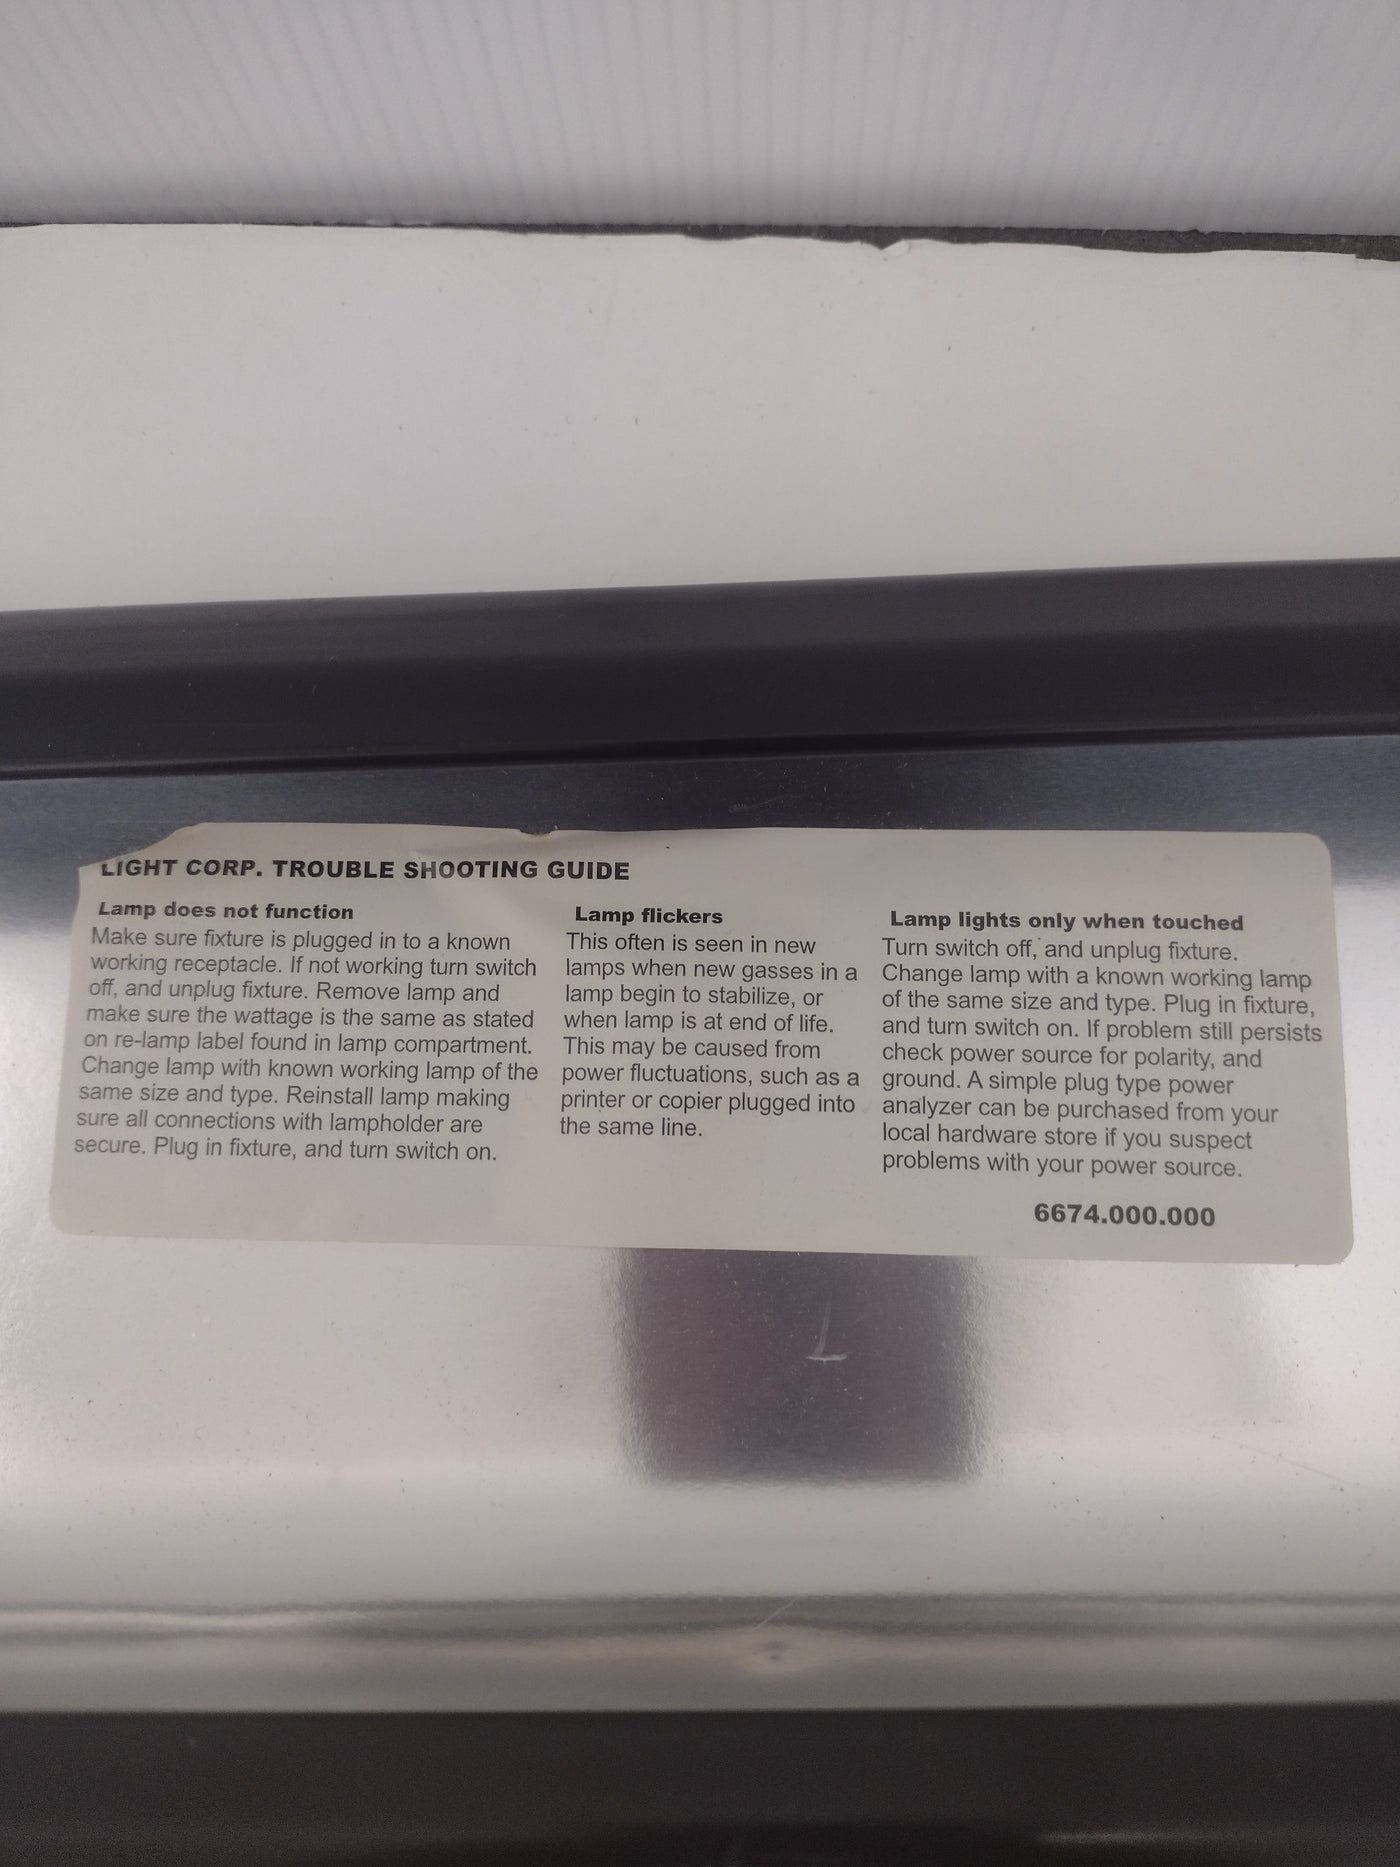 LIGHT CORP. TROUBLE SHOOTING GUIDE
Lamp does not function
Make sure fixture is plugged in to a known
working receptacle. If not working turn switch
off, and unplug fixture. Remove lamp and
make sure the wattage is the same as stated
on re-lamp label found in lamp compartment.
Change lamp with known working lamp of the
same size and type. Reinstall lamp making
sure all connections with lampholder are
secure. Plug in fixture, and turn switch on.
Lamp flickers
This often is seen in new
lamps when new gasses in a
lamp begin to stabilize, or
when lamp is at end of life.
This may be caused from
power fluctuations, such as a
printer or copier plugged into
the same line.
Lamp lights only when touched
Turn switch off, and unplug fixture.
Change lamp with a known working lamp
of the same size and type. Plug in fixture,
and turn switch on. If problem still persists
check power source for polarity, and
ground. A simple plug type power
analyzer can be purchased from your
local hardware store if you suspect
problems with your power source.
6674.000.000